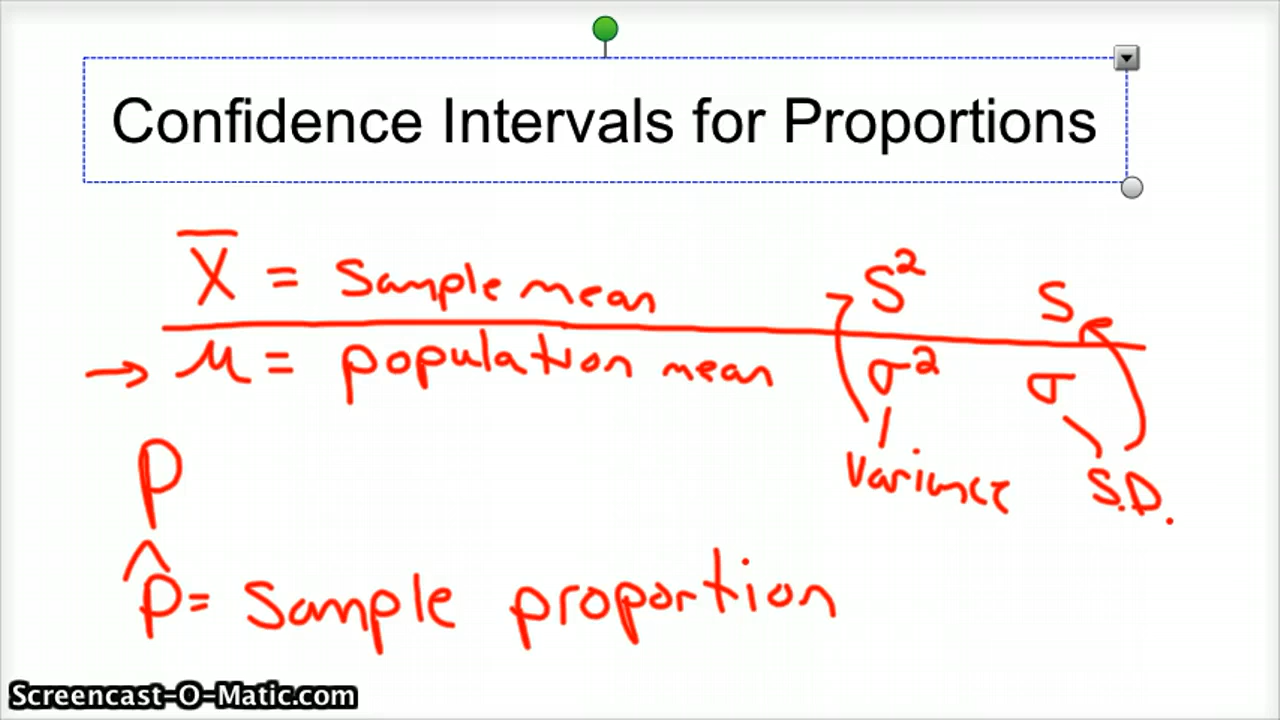 Confidence Intervals for Proportions
X̄ = Sample mean S² S
→ μ = population mean σ² σ
Variance S.D.
p
p̂ = Sample proportion
Screencast-O-Matic.com